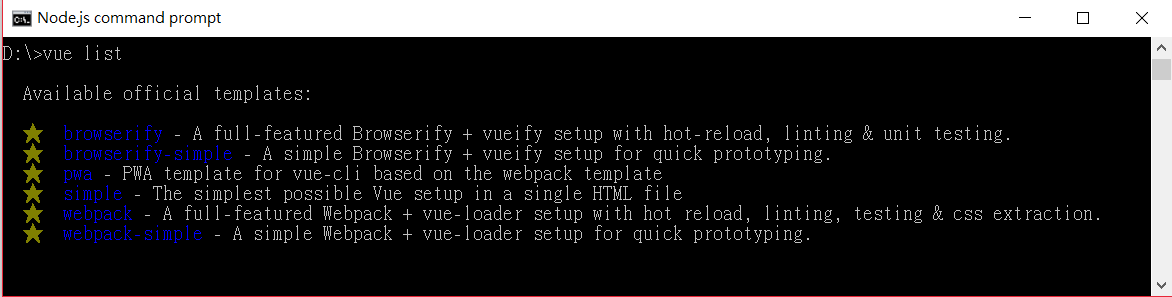 Node.js command prompt
D:\>vue list
Available official templates:
★ browserify - A full-featured Browserify + vueify setup with hot-reload, linting & unit testing.
★ browserify-simple - A simple Browserify + vueify setup for quick prototyping.
★ pwa - PWA template for vue-cli based on the webpack template
★ simple - The simplest possible Vue setup in a single HTML file
★ webpack - A full-featured Webpack + vue-loader setup with hot reload, linting, testing & css extraction.
★ webpack-simple - A simple Webpack + vue-loader setup for quick prototyping.